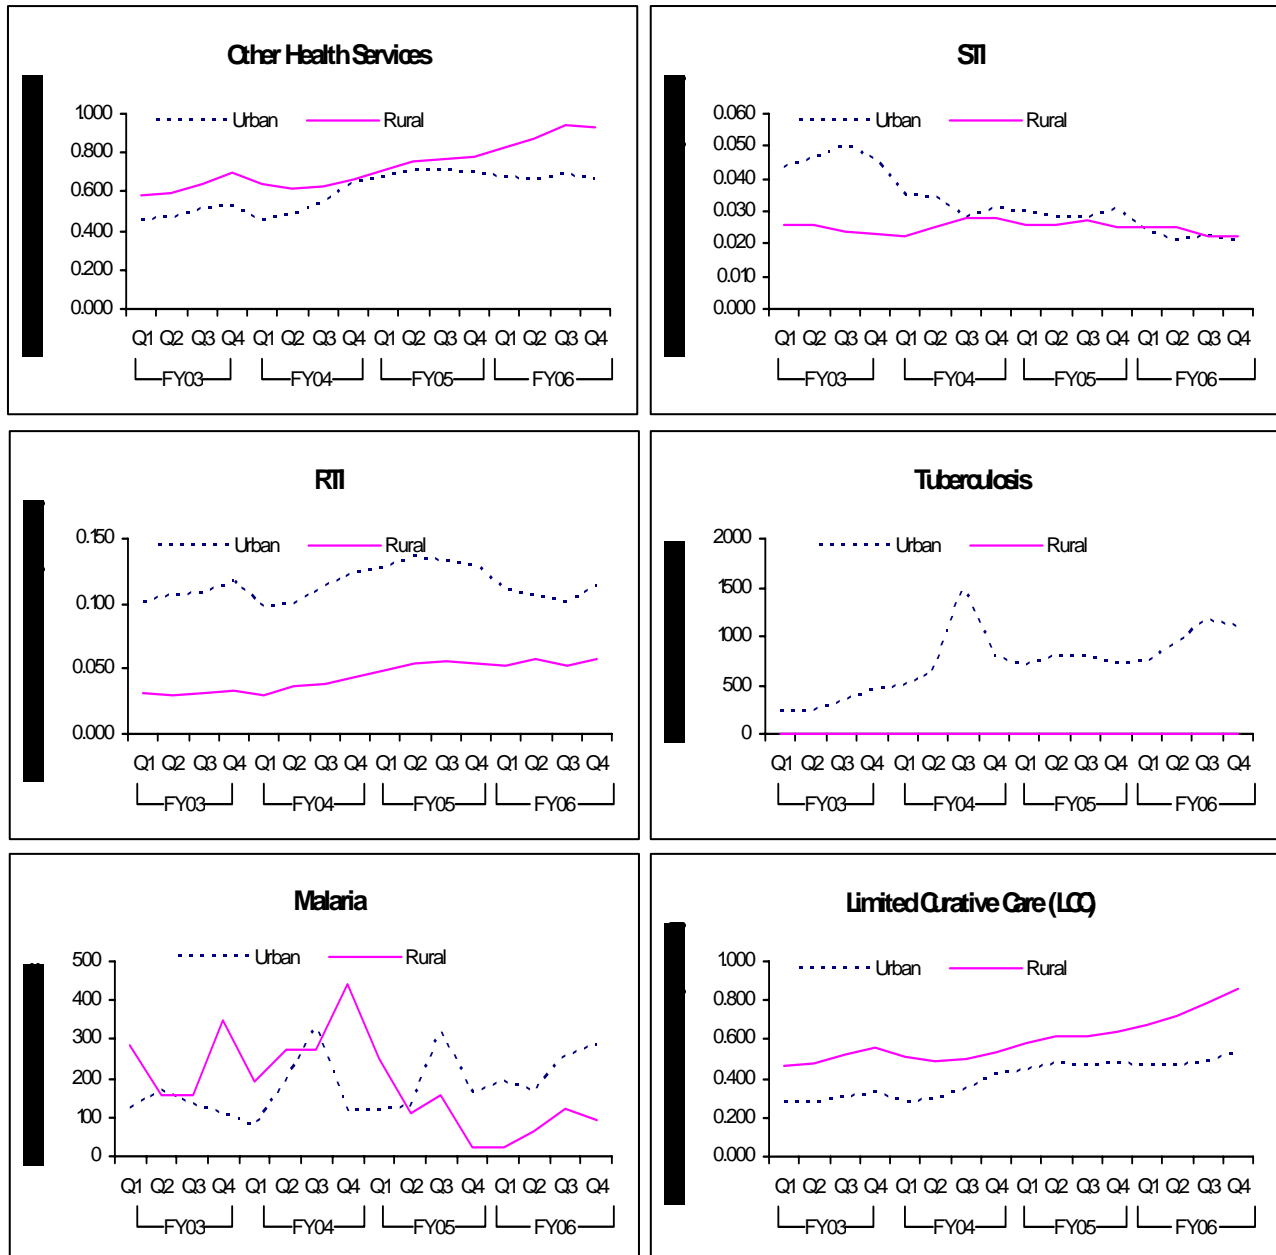 Other Health Services
1.000
0.800
0.600
0.400
0.200
0.000
Urban
Rural
Q1 Q2 Q3 Q4 Q1 Q2 Q3 Q4 Q1 Q2 Q3 Q4 Q1 Q2 Q3 Q4
FY03 FY04 FY05 FY06
STI
0.060
0.050
0.040
0.030
0.020
0.010
0.000
Urban
Rural
Q1 Q2 Q3 Q4 Q1 Q2 Q3 Q4 Q1 Q2 Q3 Q4 Q1 Q2 Q3 Q4
FY03 FY04 FY05 FY06
RTI
0.150
0.100
0.050
0.000
Urban
Rural
Q1 Q2 Q3 Q4 Q1 Q2 Q3 Q4 Q1 Q2 Q3 Q4 Q1 Q2 Q3 Q4
FY03 FY04 FY05 FY06
Tuberculosis
2000
1500
1000
500
0
Urban
Rural
Q1 Q2 Q3 Q4 Q1 Q2 Q3 Q4 Q1 Q2 Q3 Q4 Q1 Q2 Q3 Q4
FY03 FY04 FY05 FY06
Malaria
500
400
300
200
100
0
Urban
Rural
Q1 Q2 Q3 Q4 Q1 Q2 Q3 Q4 Q1 Q2 Q3 Q4 Q1 Q2 Q3 Q4
FY03 FY04 FY05 FY06
Limited Curative Care (LCC)
1.000
0.800
0.600
0.400
0.200
0.000
Urban
Rural
Q1 Q2 Q3 Q4 Q1 Q2 Q3 Q4 Q1 Q2 Q3 Q4 Q1 Q2 Q3 Q4
FY03 FY04 FY05 FY06